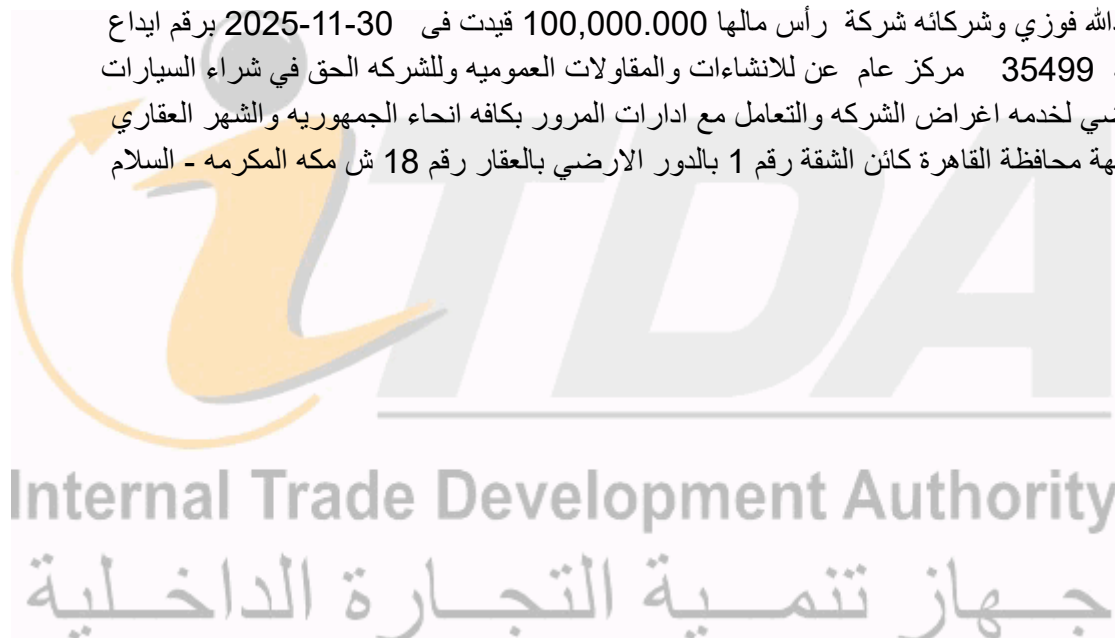 فوزي وشركائه شركة رأس مالها 100,000.000 قيدت فى 30-11-2025 برقم ايداع
35499 مركز عام عن للانشاءات والمقاولات العموميه وللشركه الحق في شراء السيارات
لخدمه اغراض الشركه والتعامل مع ادارات المرور بكافه انحاء الجمهوريه والشهر العقاري
محافظة القاهرة كائن الشقة رقم 1 بالدور الارضي بالعقار رقم 18 ش مكه المكرمه - السلام
iTDA
Internal Trade Development Authority
جهاز تنمية التجارة الداخلية